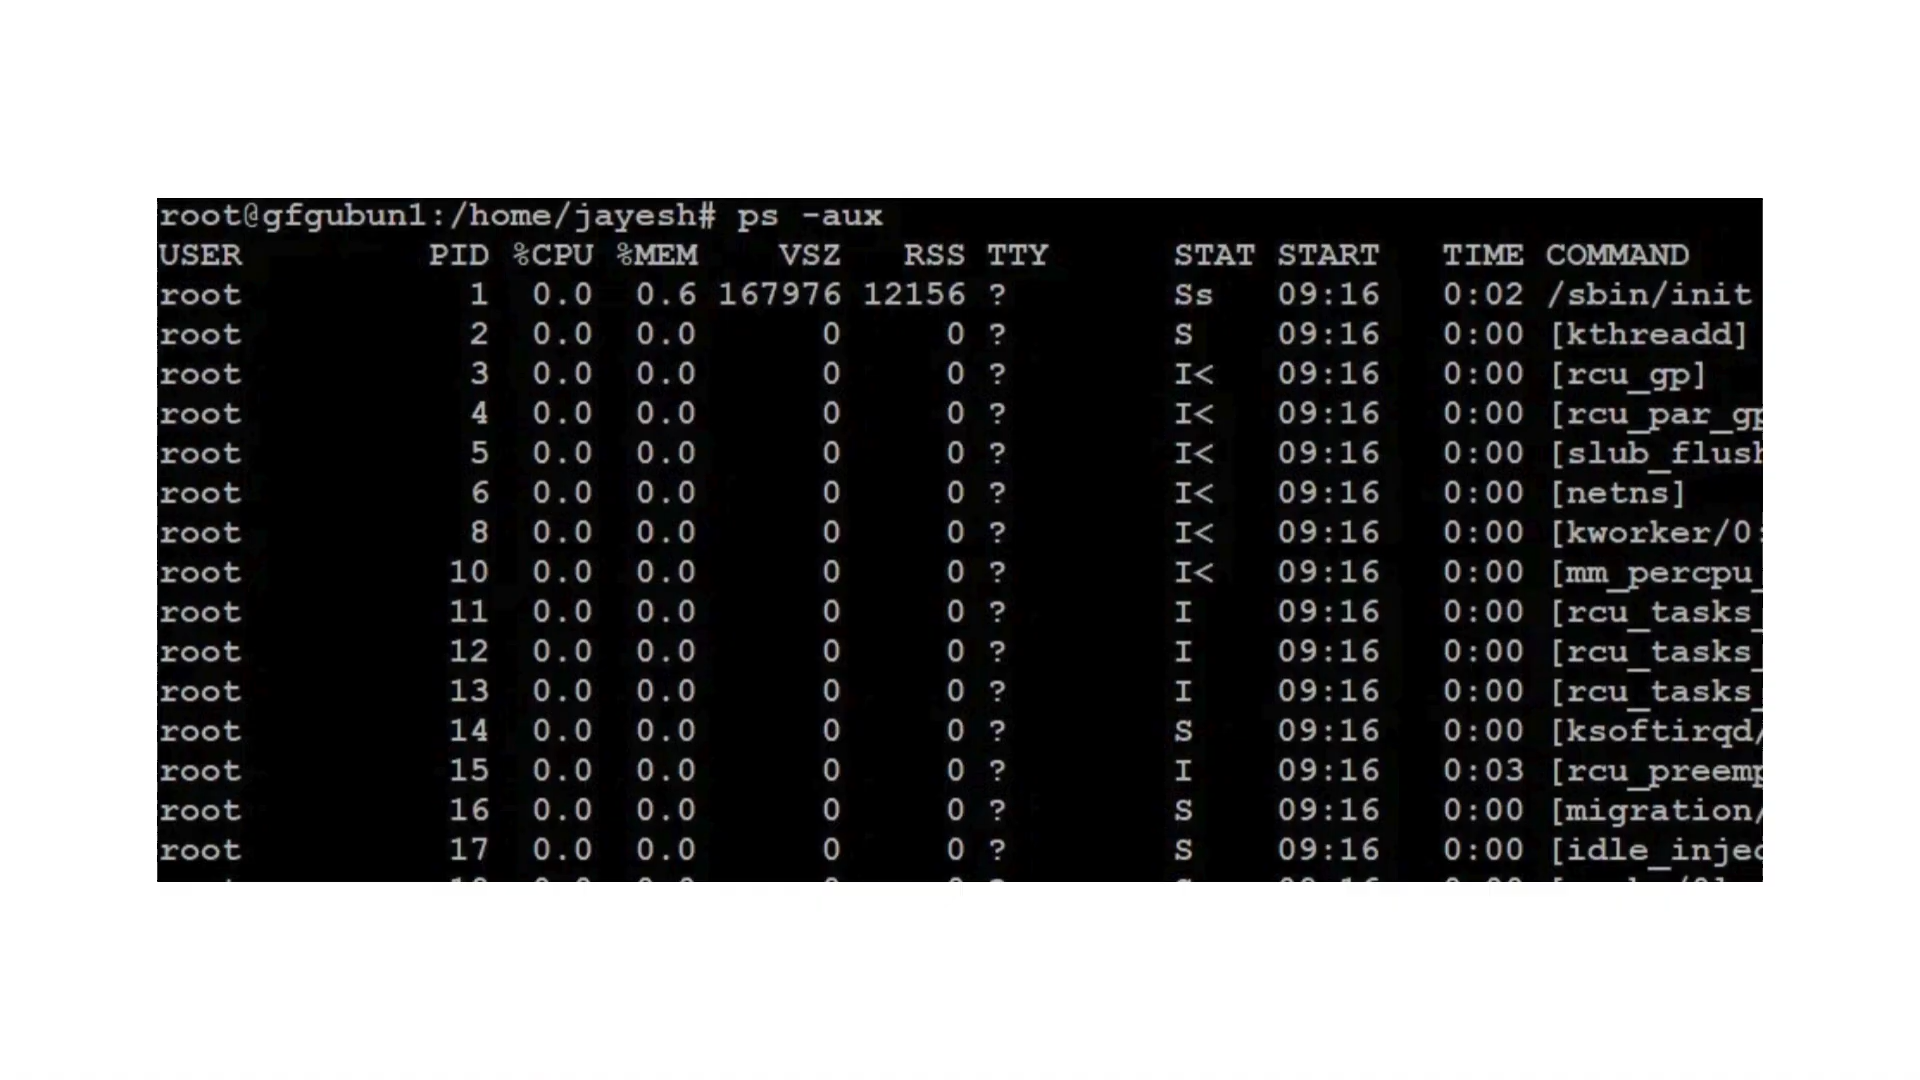 root@gfgubun1:/home/jayesh# ps -aux
USER PID %CPU %MEM VSZ RSS TTY STAT START TIME COMMAND
root 1 0.0 0.6 167976 12156 ? Ss 09:16 0:02 /sbin/init
root 2 0.0 0.0 0 0 ? S 09:16 0:00 [kthreadd]
root 3 0.0 0.0 0 0 ? I< 09:16 0:00 [rcu_gp]
root 4 0.0 0.0 0 0 ? I< 09:16 0:00 [rcu_par_gp
root 5 0.0 0.0 0 0 ? I< 09:16 0:00 [slub_flush
root 6 0.0 0.0 0 0 ? I< 09:16 0:00 [netns]
root 8 0.0 0.0 0 0 ? I< 09:16 0:00 [kworker/0:
root 10 0.0 0.0 0 0 ? I< 09:16 0:00 [mm_percpu_
root 11 0.0 0.0 0 0 ? I 09:16 0:00 [rcu_tasks_
root 12 0.0 0.0 0 0 ? I 09:16 0:00 [rcu_tasks_
root 13 0.0 0.0 0 0 ? I 09:16 0:00 [rcu_tasks_
root 14 0.0 0.0 0 0 ? S 09:16 0:00 [ksoftirqd/
root 15 0.0 0.0 0 0 ? I 09:16 0:03 [rcu_preemp
root 16 0.0 0.0 0 0 ? S 09:16 0:00 [migration/
root 17 0.0 0.0 0 0 ? S 09:16 0:00 [idle_injec